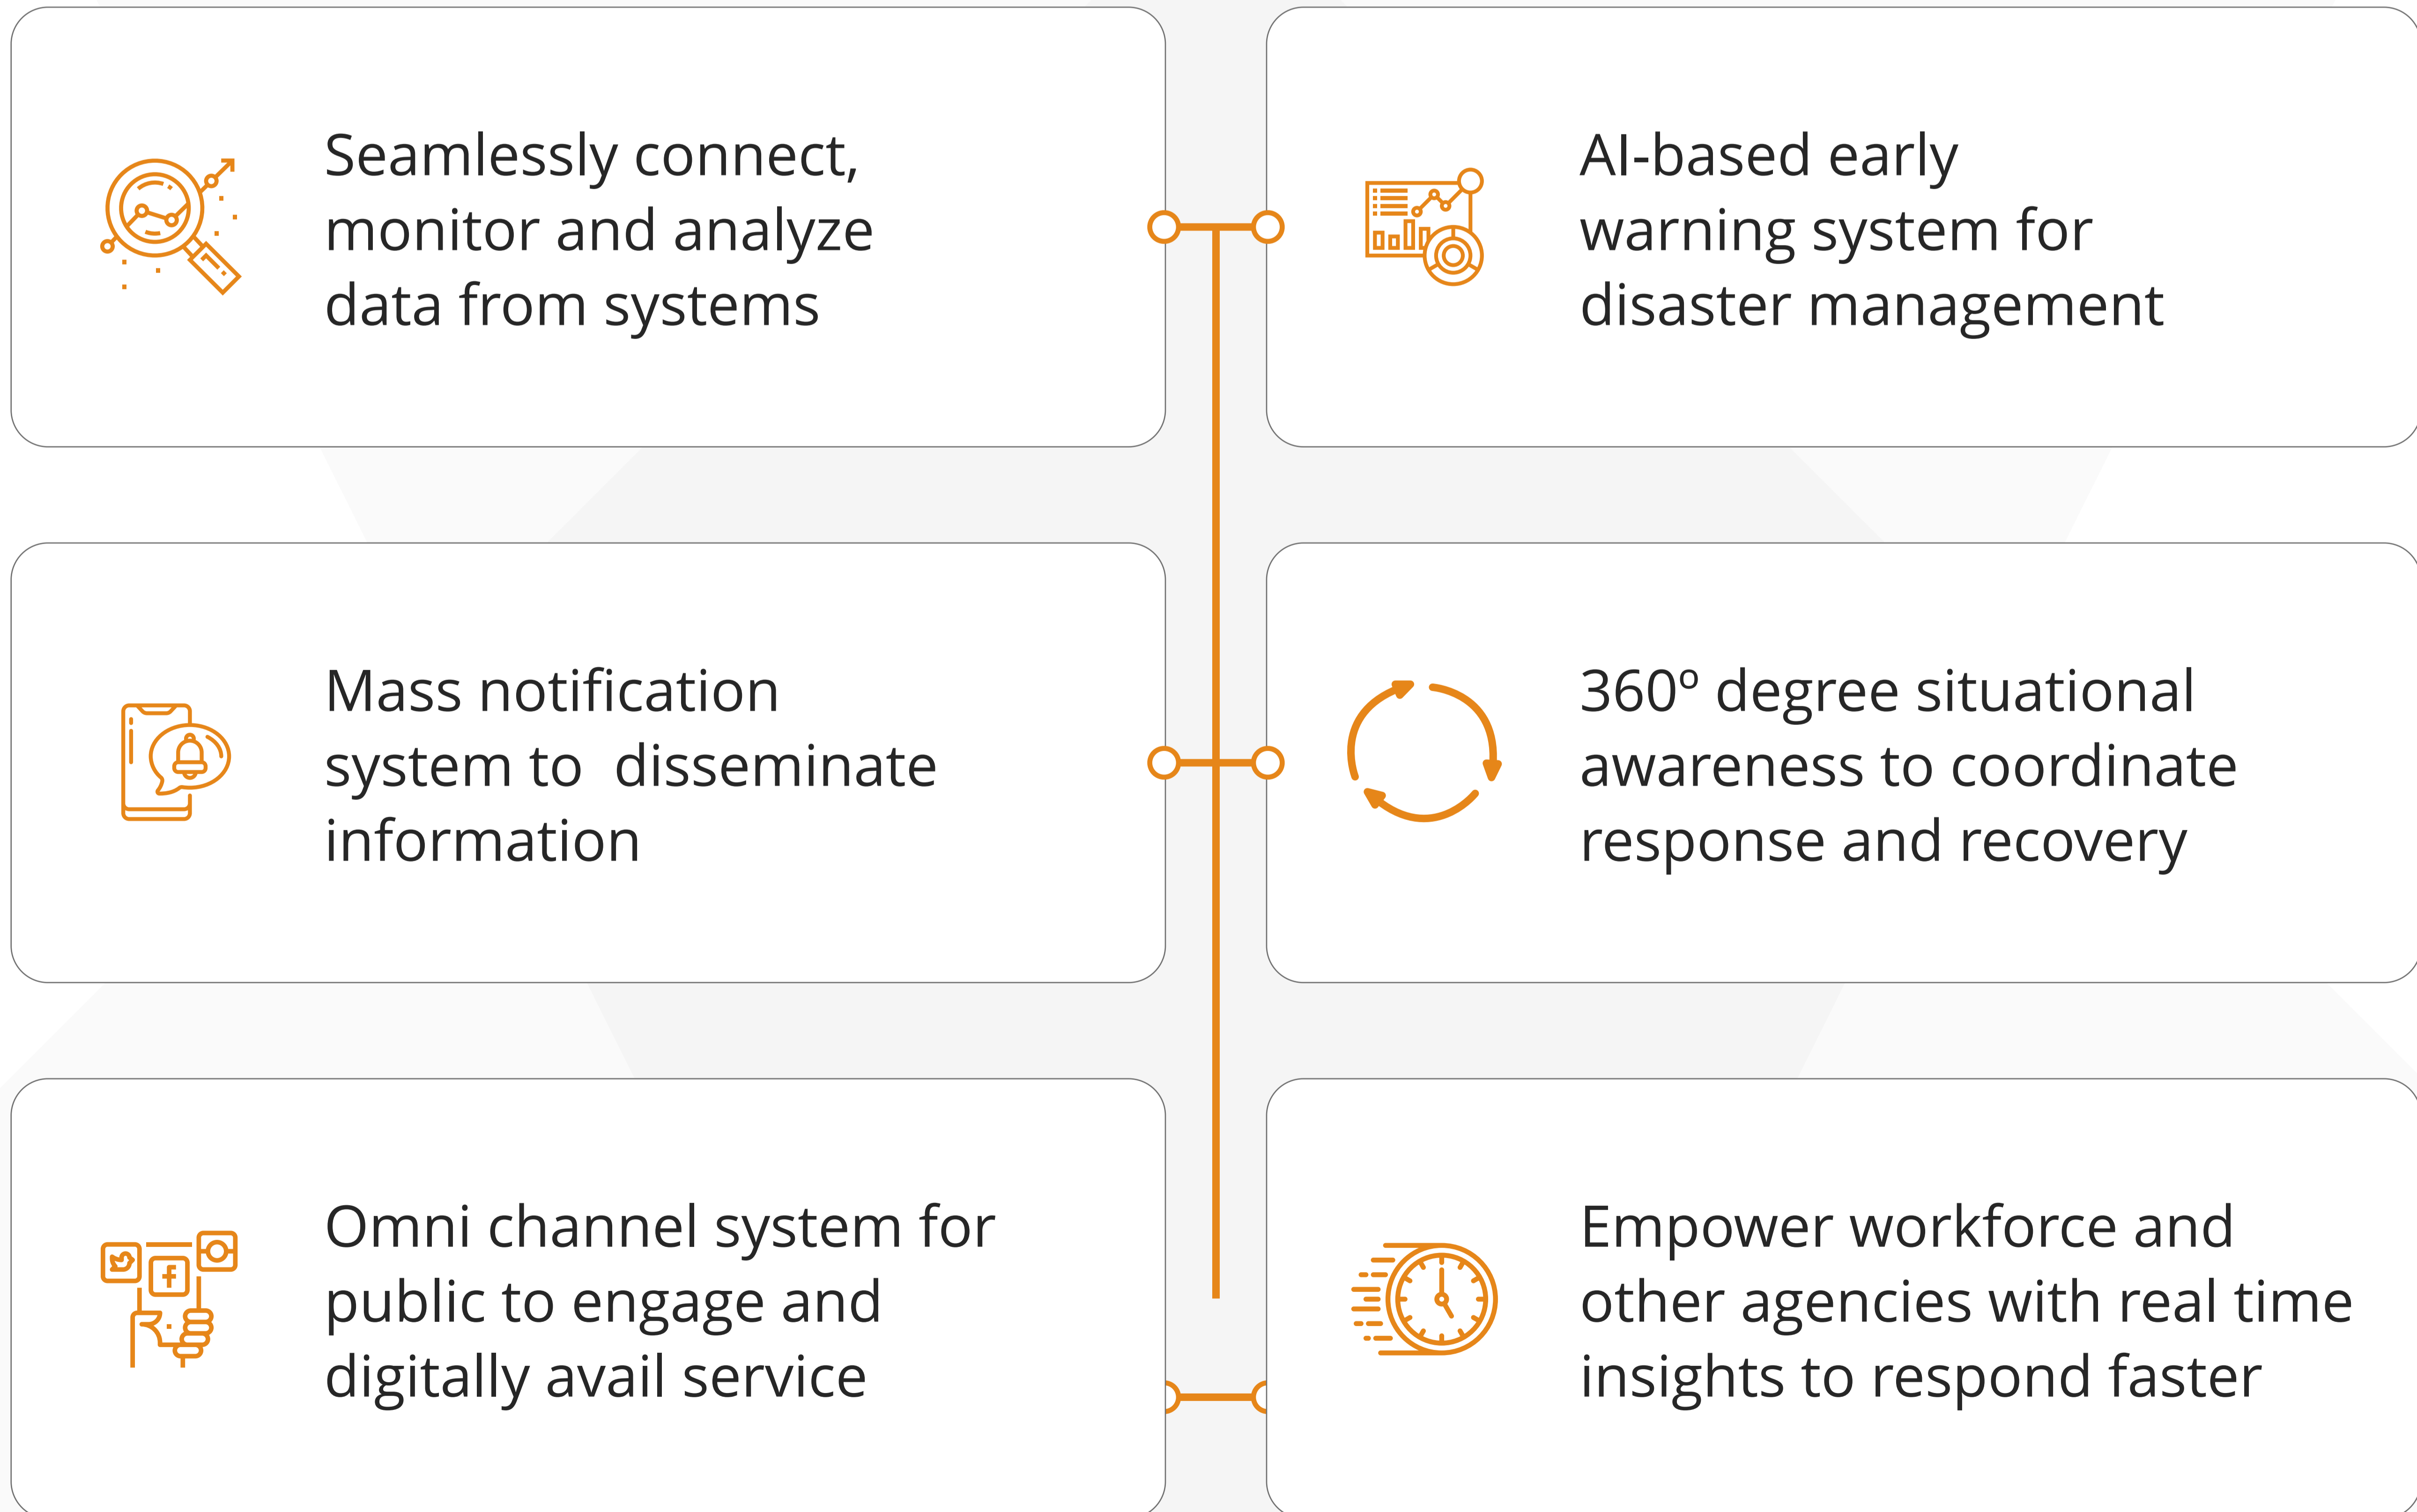 Seamlessly connect,
monitor and analyze
data from systems
AI-based early
warning system for
disaster management
Mass notification
system to  disseminate
information
360º degree situational
awareness to coordinate
response and recovery
Omni channel system for
public to engage and
digitally avail service
Empower workforce and
other agencies with real time
insights to respond faster